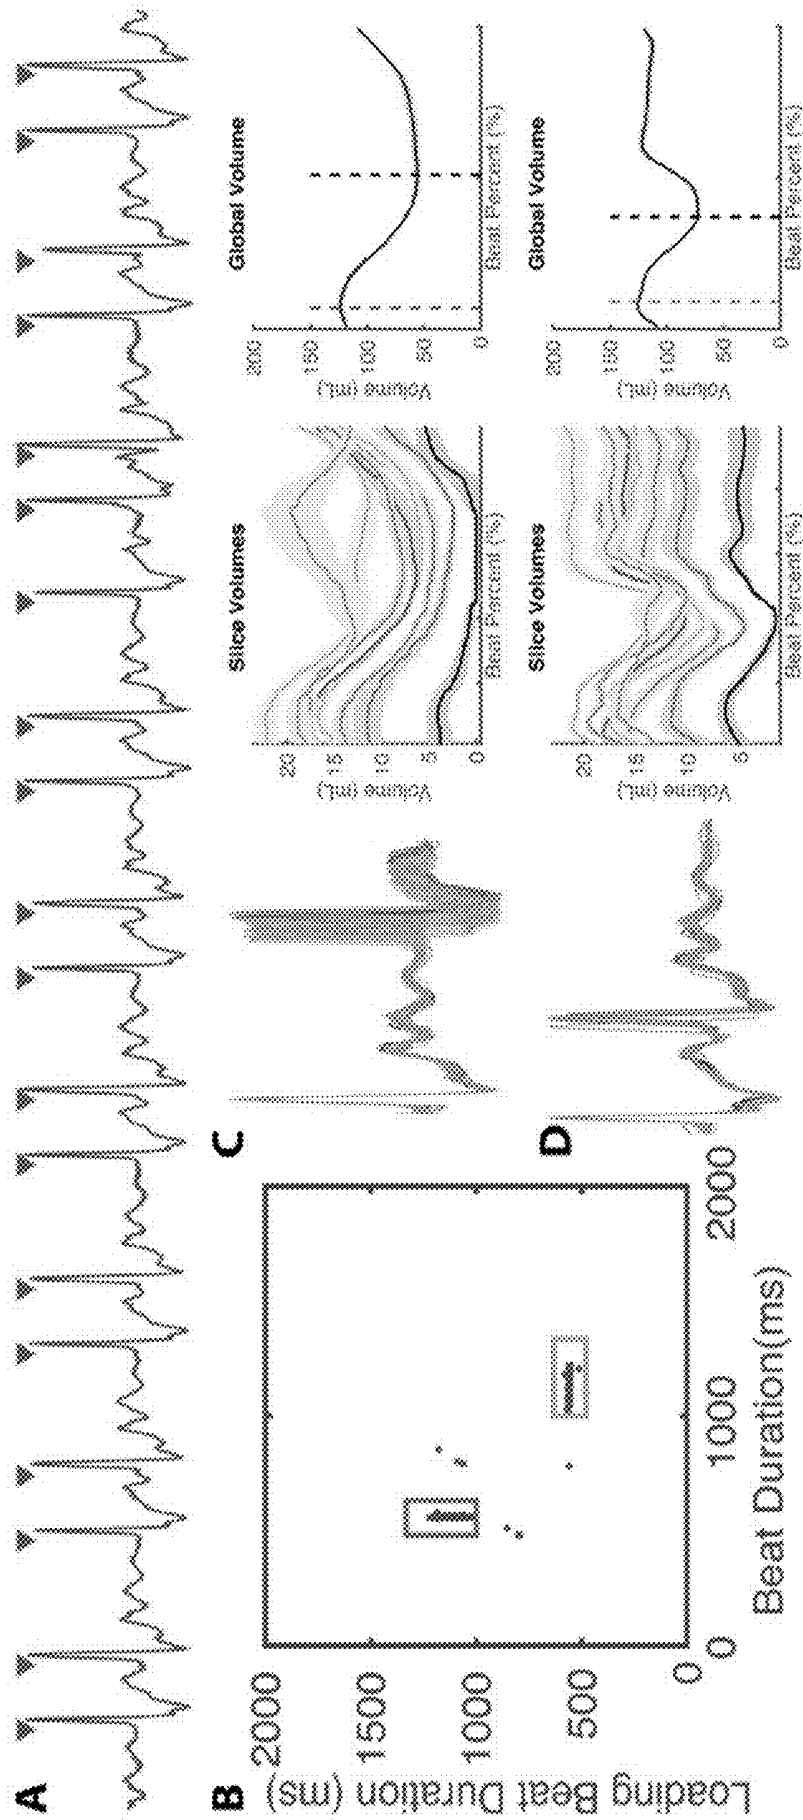 A
B
2000
1500
1000
500
0
Loading Beat Duration (ms)
0
1000
2000
Beat Duration(ms)
C
Slice Volumes
20
15
10
5
0
Volume (mL)
Beat Percent (%)
Global Volume
200
150
100
50
0
Volume (mL)
Beat Percent (%)
D
Slice Volumes
20
15
10
5
Volume (mL)
Beat Percent (%)
Global Volume
200
150
100
50
0
Volume (mL)
Beat Percent (%)